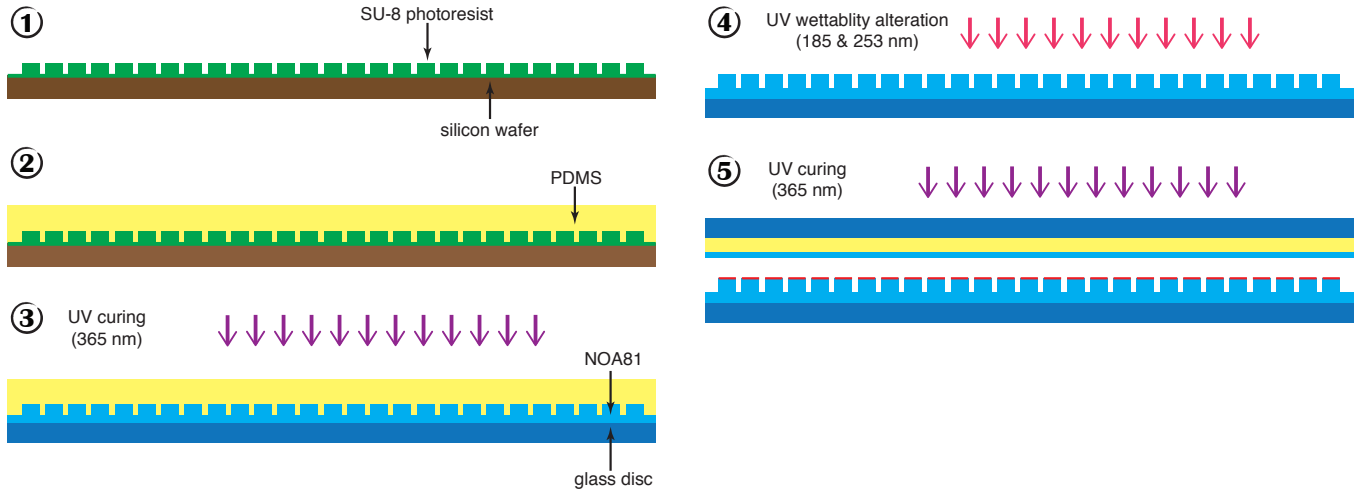 1
SU-8 photoresist
silicon wafer
2
PDMS
3
UV curing
(365 nm)
NOA81
glass disc
4
UV wettablity alteration
(185 & 253 nm)
5
UV curing
(365 nm)